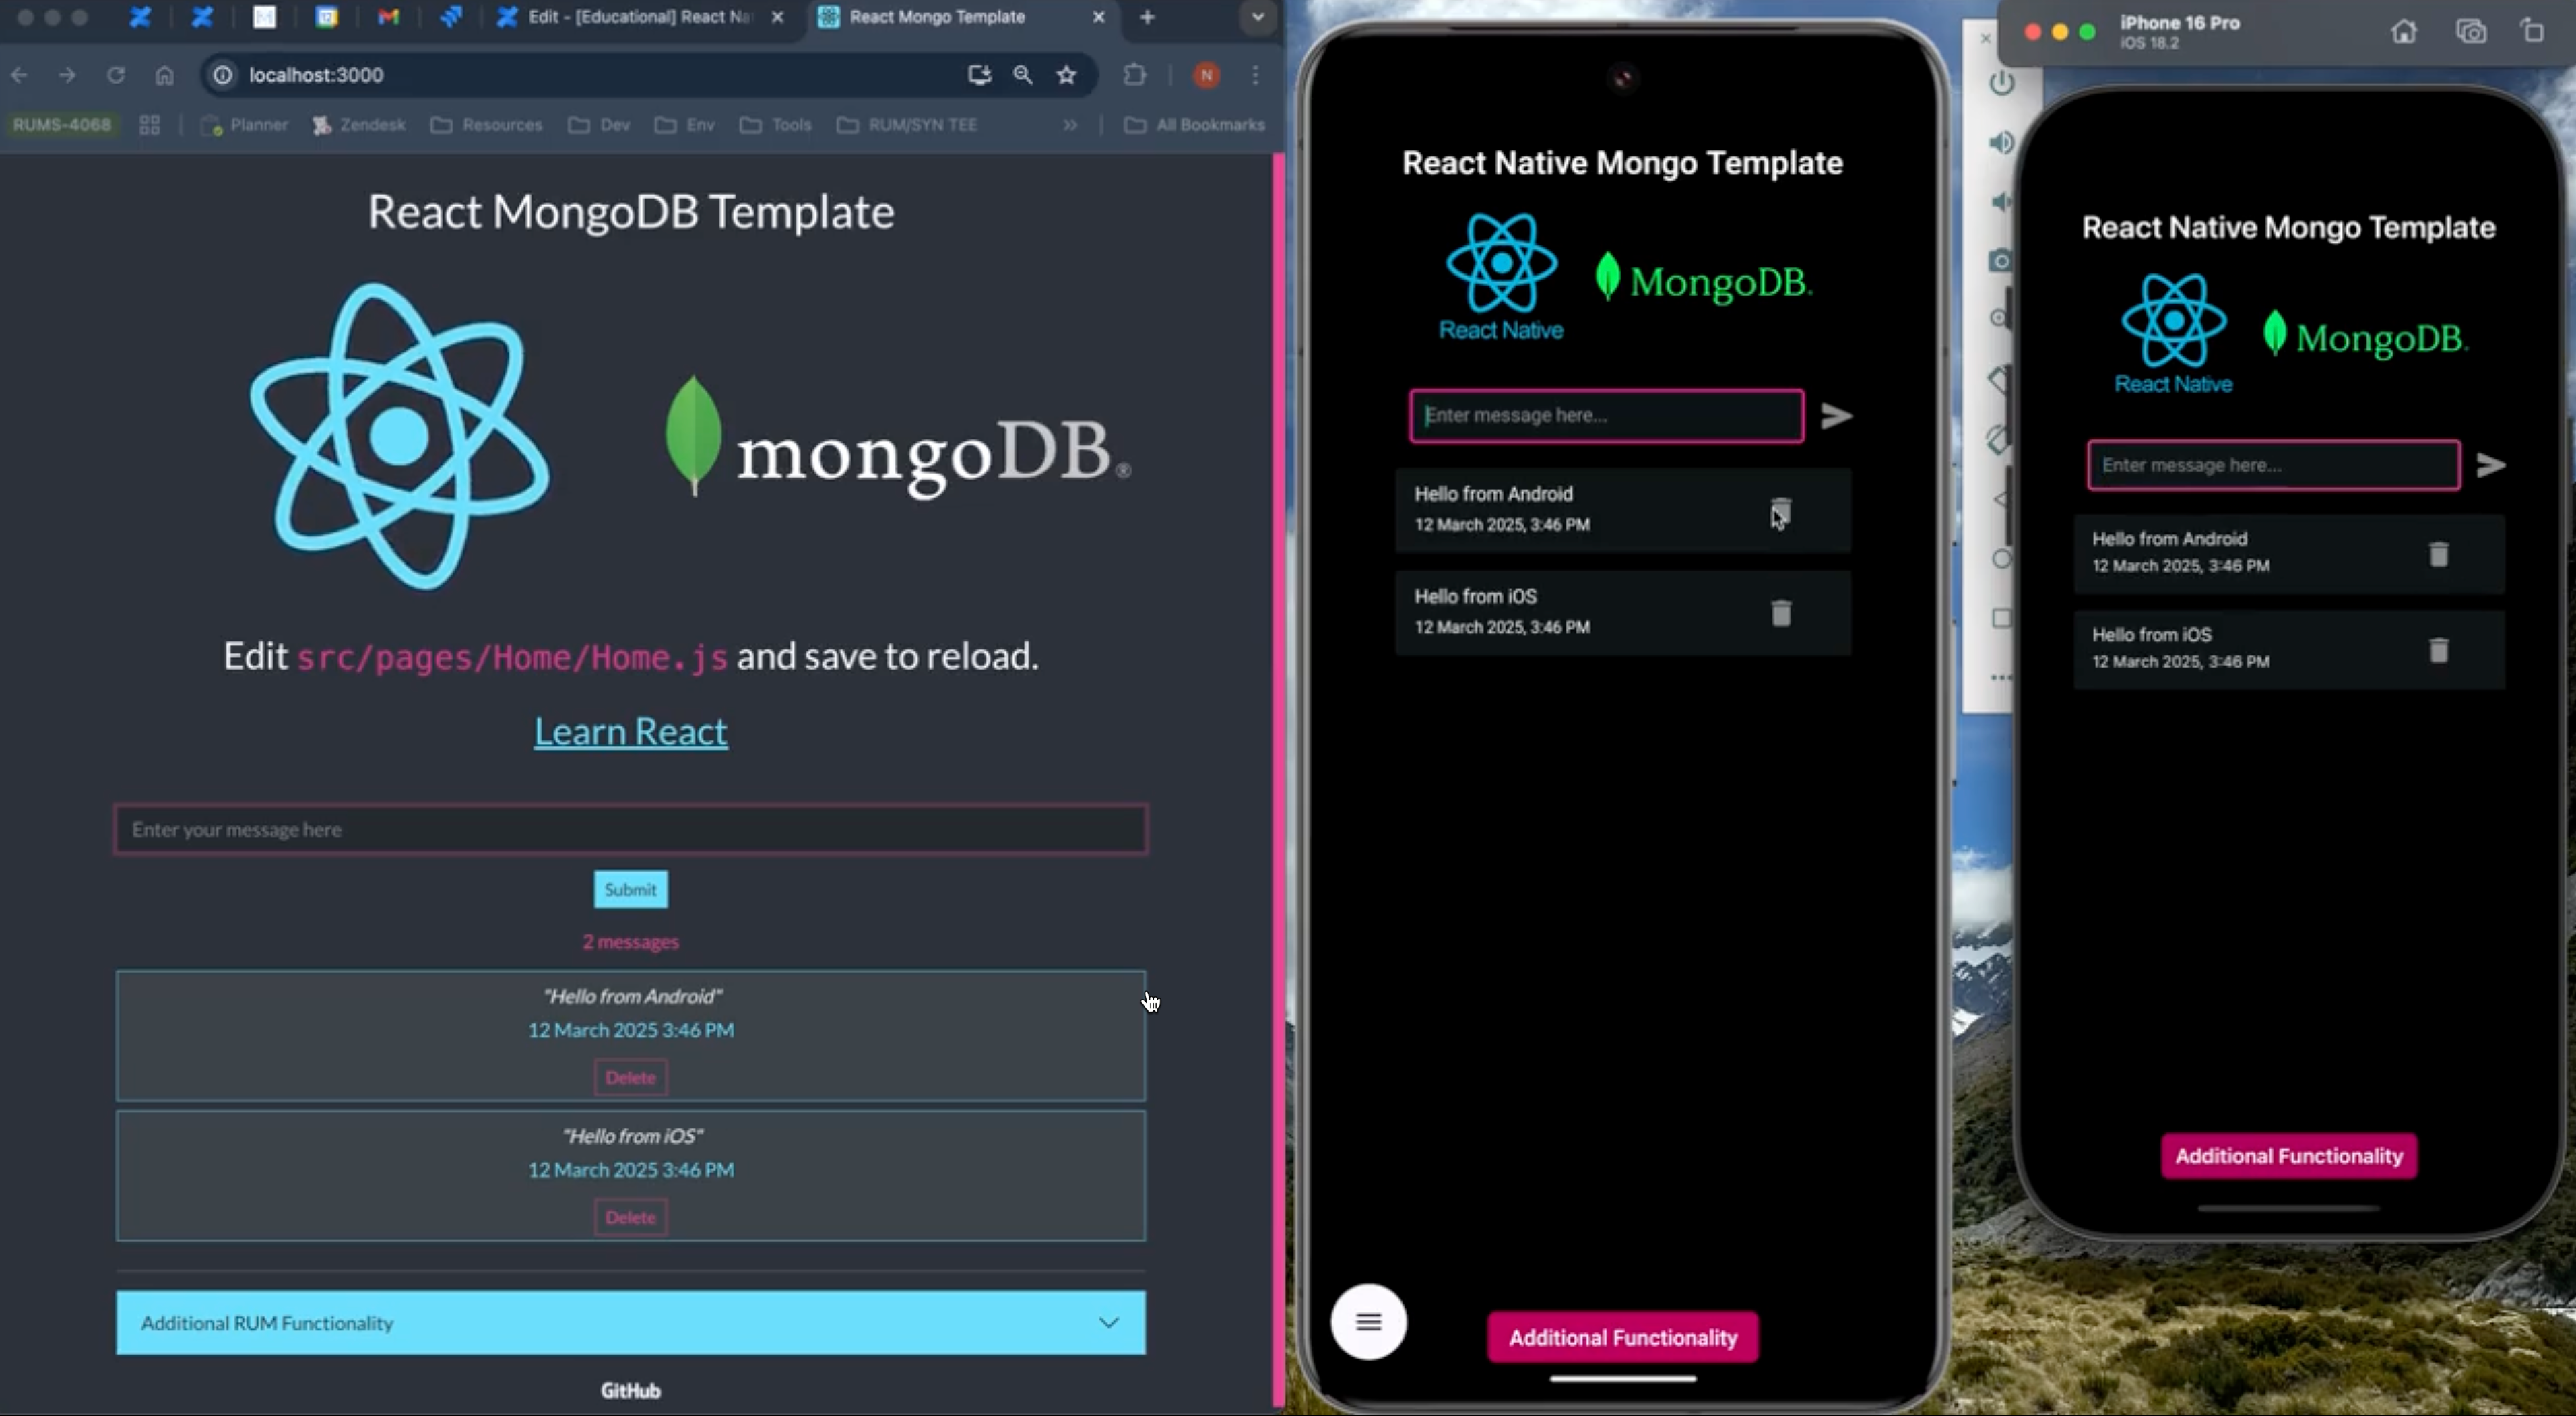 Edit - [Educational] React Na
React Mongo Template
localhost:3000
N
RUMS-4068
Planner
Zendesk
Resources
Dev
Env
Tools
RUM/SYN TEE
All Bookmarks
React MongoDB Template
mongoDB®
Edit src/pages/Home/Home.js and save to reload.
Learn React
Enter your message here
Submit
2 messages
"Hello from Android"
12 March 2025 3:46 PM
Delete
"Hello from iOS"
12 March 2025 3:46 PM
Delete
Additional RUM Functionality
GitHub
React Native Mongo Template
React Native
MongoDB.
Enter message here...
Hello from Android
12 March 2025, 3:46 PM
Hello from iOS
12 March 2025, 3:46 PM
Additional Functionality
iPhone 16 Pro
iOS 18.2
React Native Mongo Template
React Native
MongoDB.
Enter message here...
Hello from Android
12 March 2025, 3:46 PM
Hello from iOS
12 March 2025, 3:46 PM
Additional Functionality